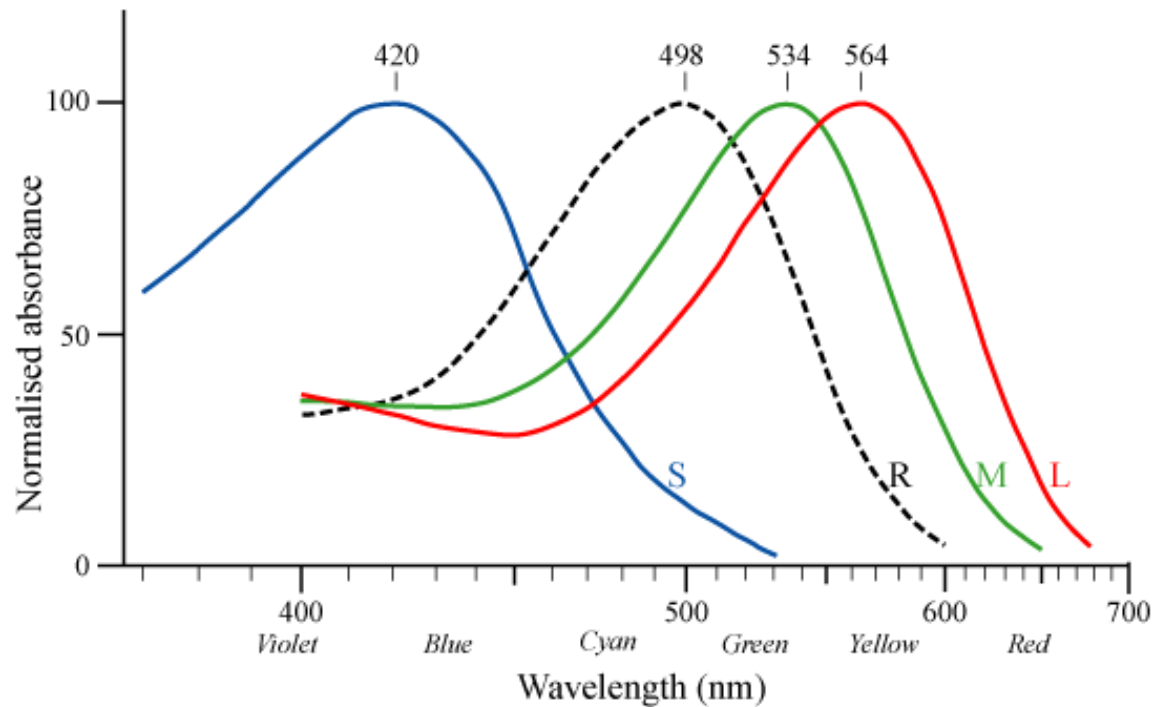 420 498 534 564
100
50
0
Normalised absorbance
S R M L
400 500 600 700
Violet Blue Cyan Green Yellow Red
Wavelength (nm)